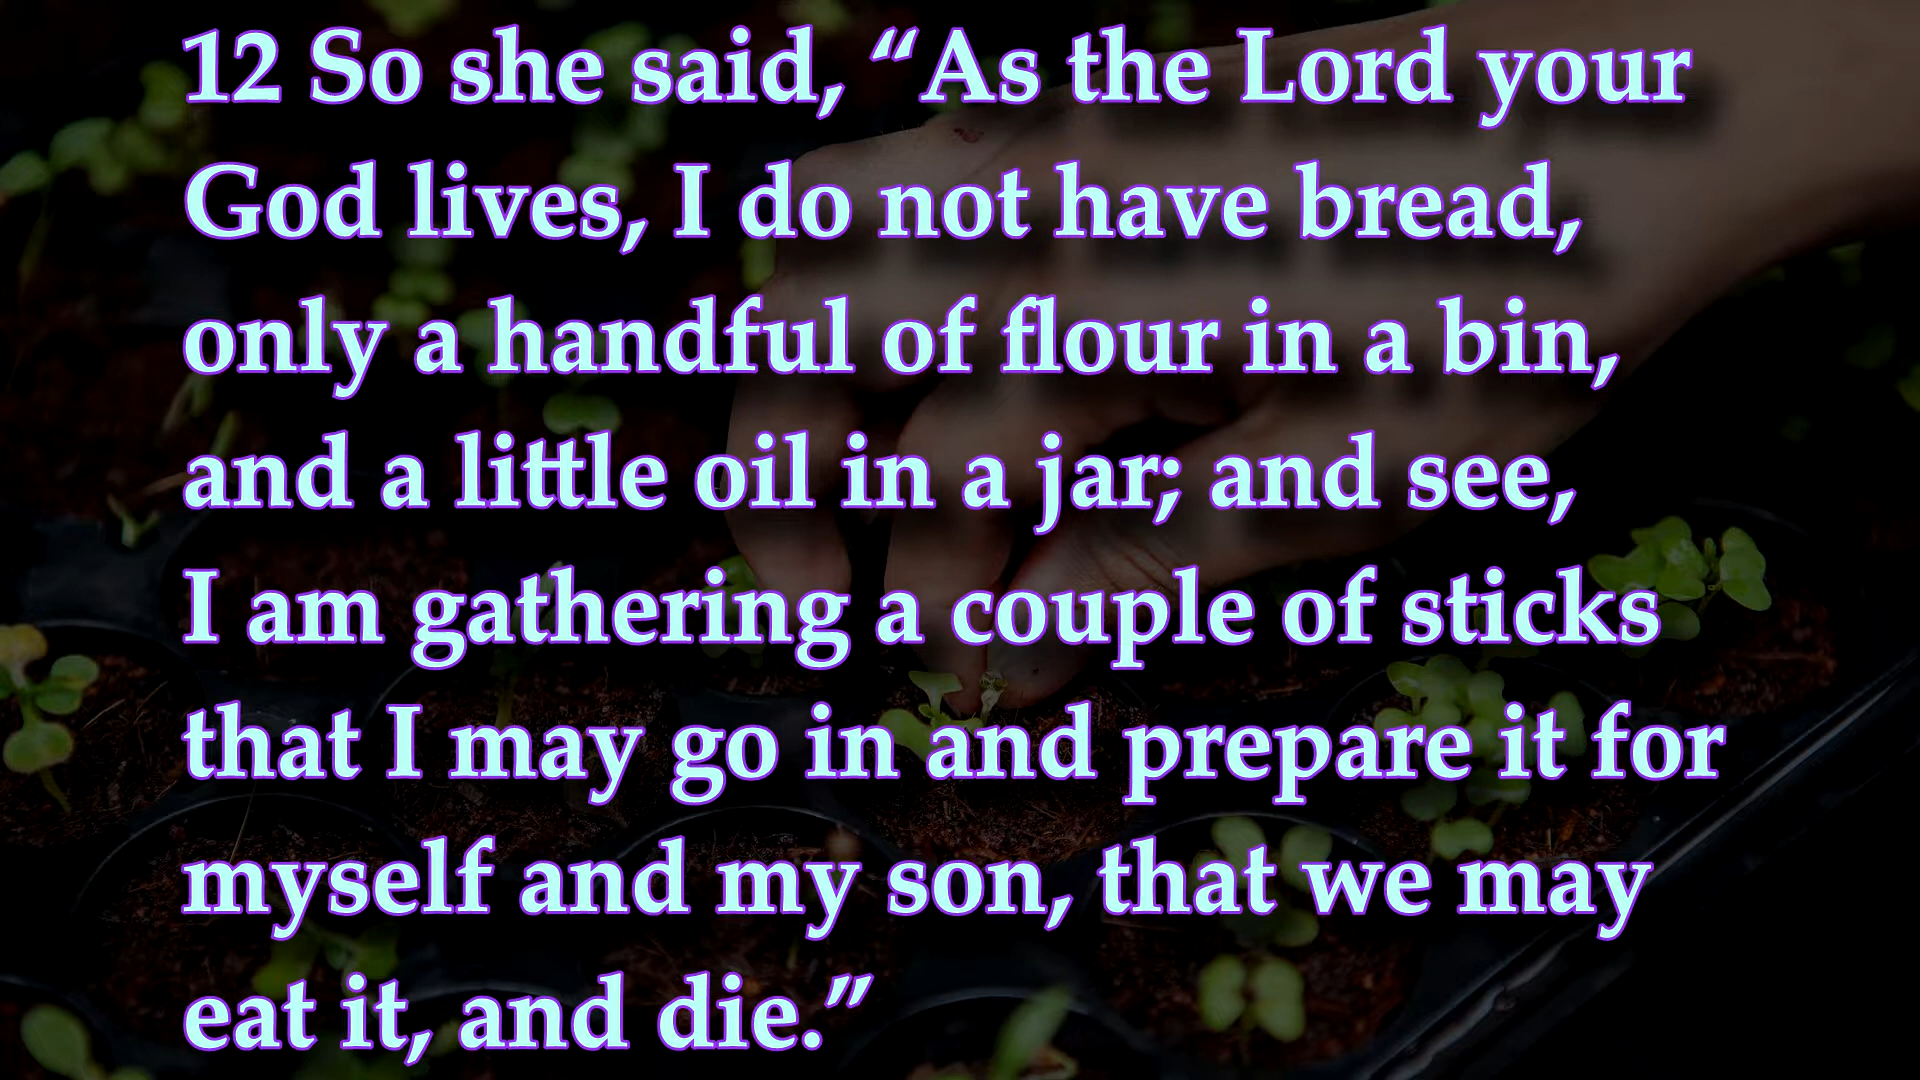 12 So she said, “As the Lord your
God lives, I do not have bread,
only a handful of flour in a bin,
and a little oil in a jar; and see,
I am gathering a couple of sticks
that I may go in and prepare it for
myself and my son, that we may
eat it, and die.”